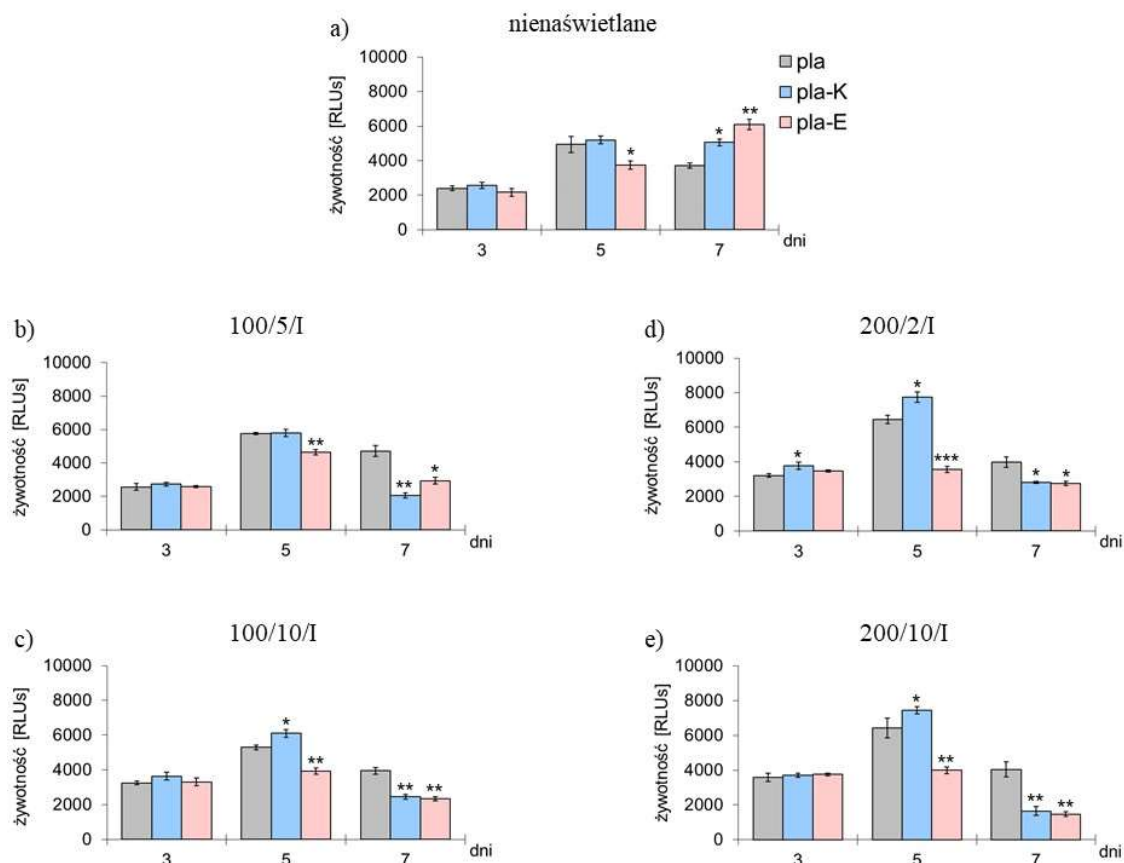 a) nienaświetlane
10000
8000
6000
4000
2000
0
żywotność [RLUs]
pla
pla-K
pla-E
*
*
**
3 5 7 dni
b) 100/5/I
10000
8000
6000
4000
2000
0
żywotność [RLUs]
**
**
*
3 5 7 dni
d) 200/2/I
10000
8000
6000
4000
2000
0
żywotność [RLUs]
*
*
***
*
*
3 5 7 dni
c) 100/10/I
10000
8000
6000
4000
2000
0
żywotność [RLUs]
*
**
**
**
3 5 7 dni
e) 200/10/I
10000
8000
6000
4000
2000
0
żywotność [RLUs]
*
**
**
**
3 5 7 dni